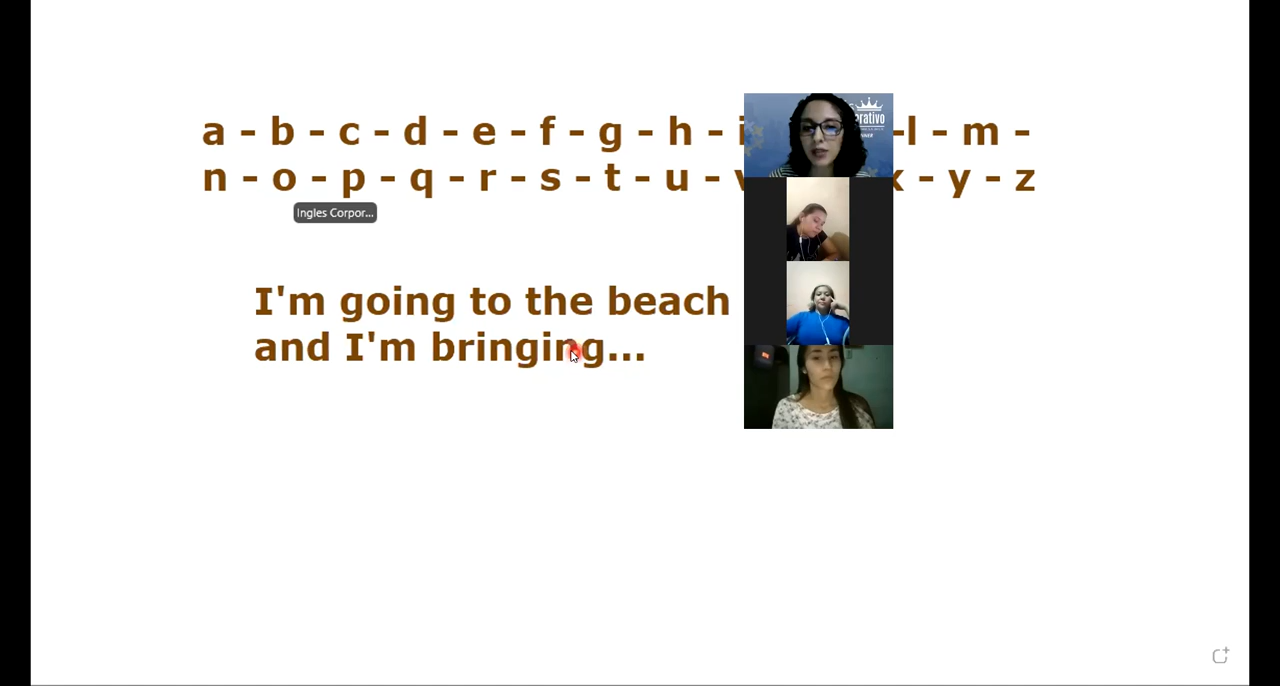 a - b - c - d - e - f - g - h - i -l - m -
n - o - p - q - r - s - t - u - v x - y - z
Ingles Corpor...
I'm going to the beach
and I'm bringing...